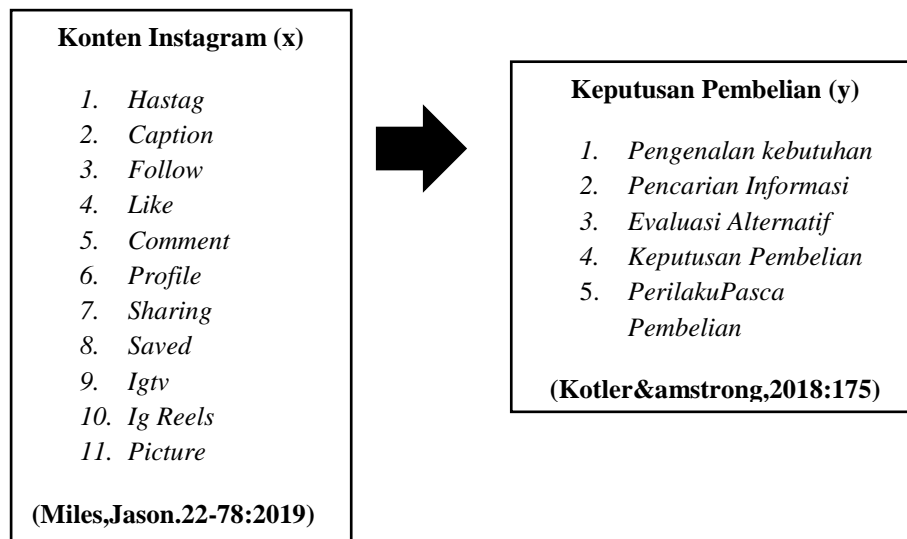 Konten Instagram (x)
1. Hastag
2. Caption
3. Follow
4. Like
5. Comment
6. Profile
7. Sharing
8. Saved
9. Igtv
10. Ig Reels
11. Picture
(Miles,Jason.22-78:2019)
Keputusan Pembelian (y)
1. Pengenalan kebutuhan
2. Pencarian Informasi
3. Evaluasi Alternatif
4. Keputusan Pembelian
5. PerilakuPasca
Pembelian
(Kotler&amstrong,2018:175)